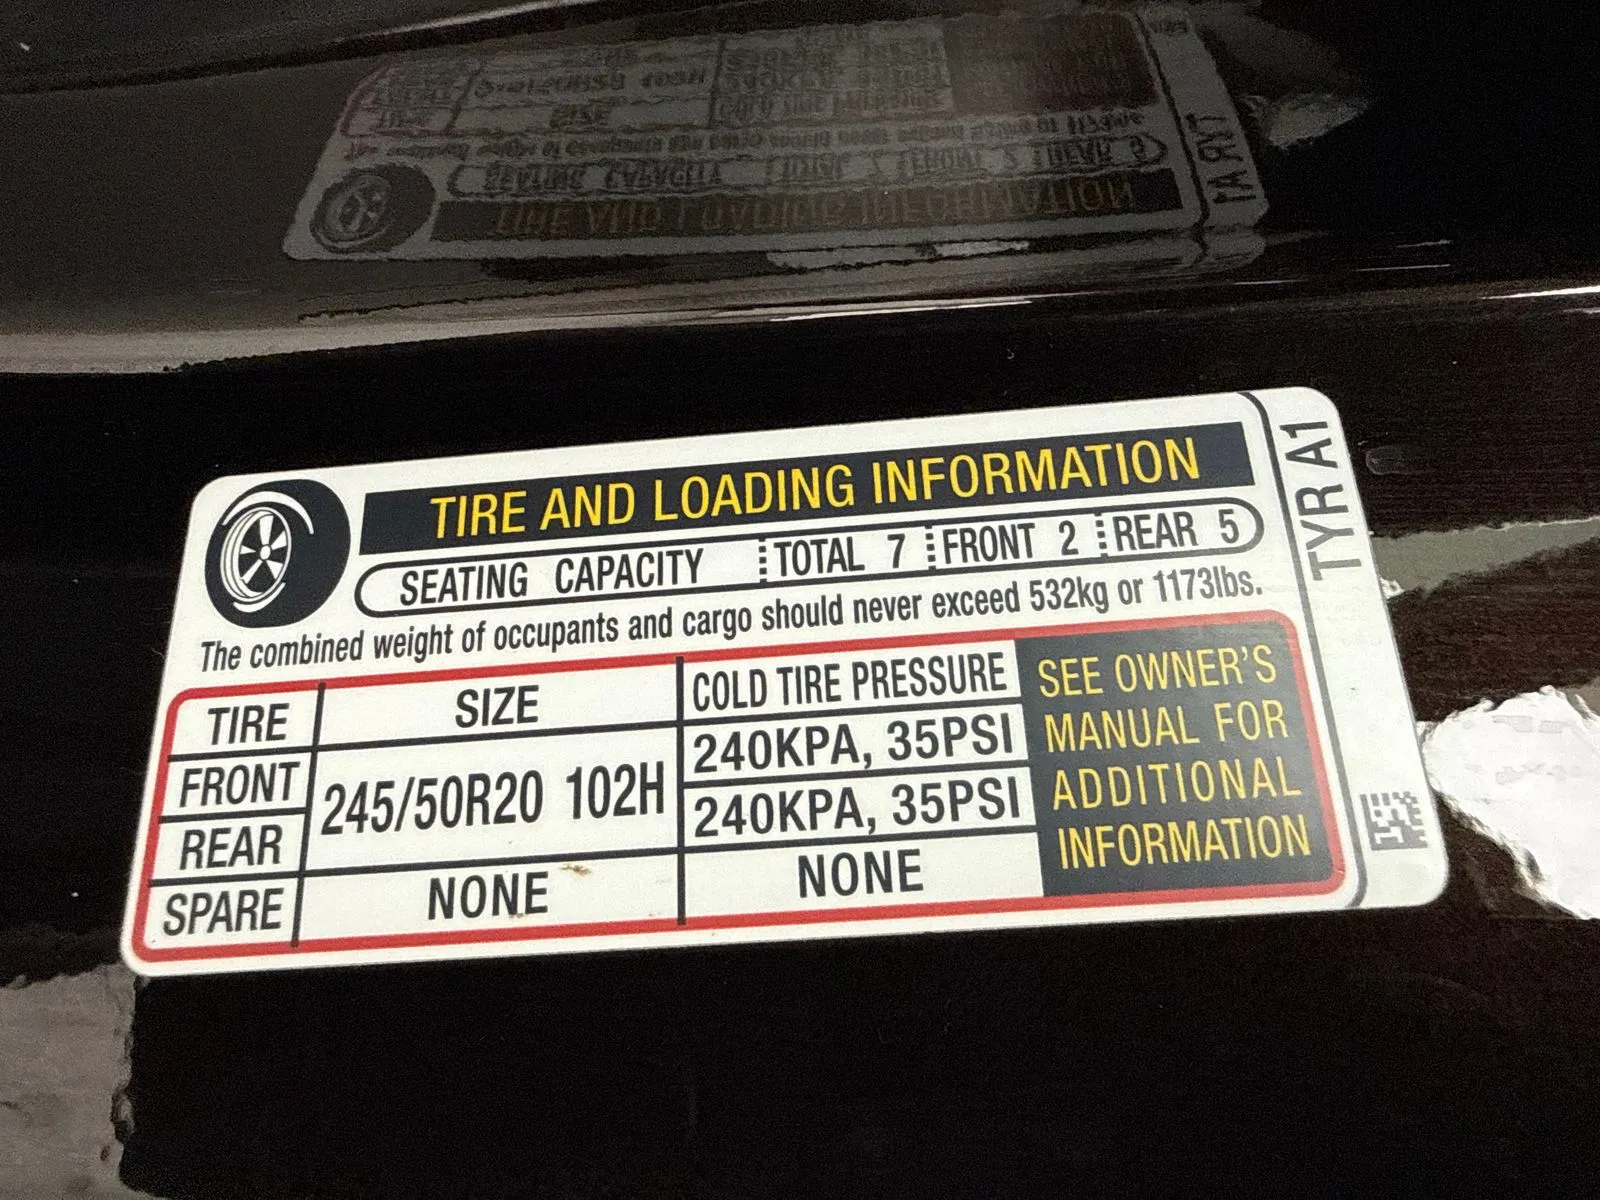 TIRE AND LOADING INFORMATION
SEATING CAPACITY TOTAL 7 FRONT 2 REAR 5
The combined weight of occupants and cargo should never exceed 532kg or 1173lbs.
TIRE SIZE COLD TIRE PRESSURE
FRONT 245/50R20 102H 240KPA, 35PSI
REAR 240KPA, 35PSI
SPARE NONE NONE
SEE OWNER'S
MANUAL FOR
ADDITIONAL
INFORMATION
TYR A1